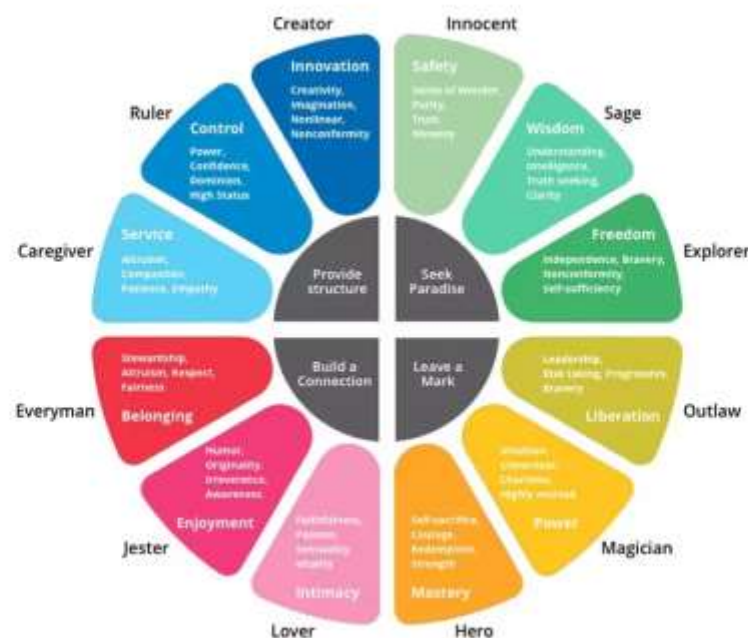 Creator
Innocent
Innovation
Creativity,
Imagination,
Nonlinear,
Nonconformity
Safety
Sense of Wonder,
Purity,
Trust,
Ruler
Control
Power,
Confidence,
Dominion,
High Status
Sage
Wisdom
Understanding,
Intelligence,
Truth seeking,
Clarity
Caregiver
Service
Altruism,
Compassion,
Patience, Empathy
Explorer
Freedom
Independence, Bravery,
Nonconformity,
Self-sufficiency
Provide
structure
Seek
Paradise
Build a
Connection
Leave a
Mark
Everyman
Stewardship,
Altruism, Respect,
Fairness
Belonging
Outlaw
Leadership,
Risk taking, Progressive,
Bravery
Liberation
Jester
Humor,
Originality,
Irreverence,
Awareness
Enjoyment
Magician
Charisma,
Power
Lover
Faithfulness,
Passion,
Sensuality,
Vitality
Intimacy
Hero
Self-sacrifice,
Courage,
Redemption,
Strength
Mastery